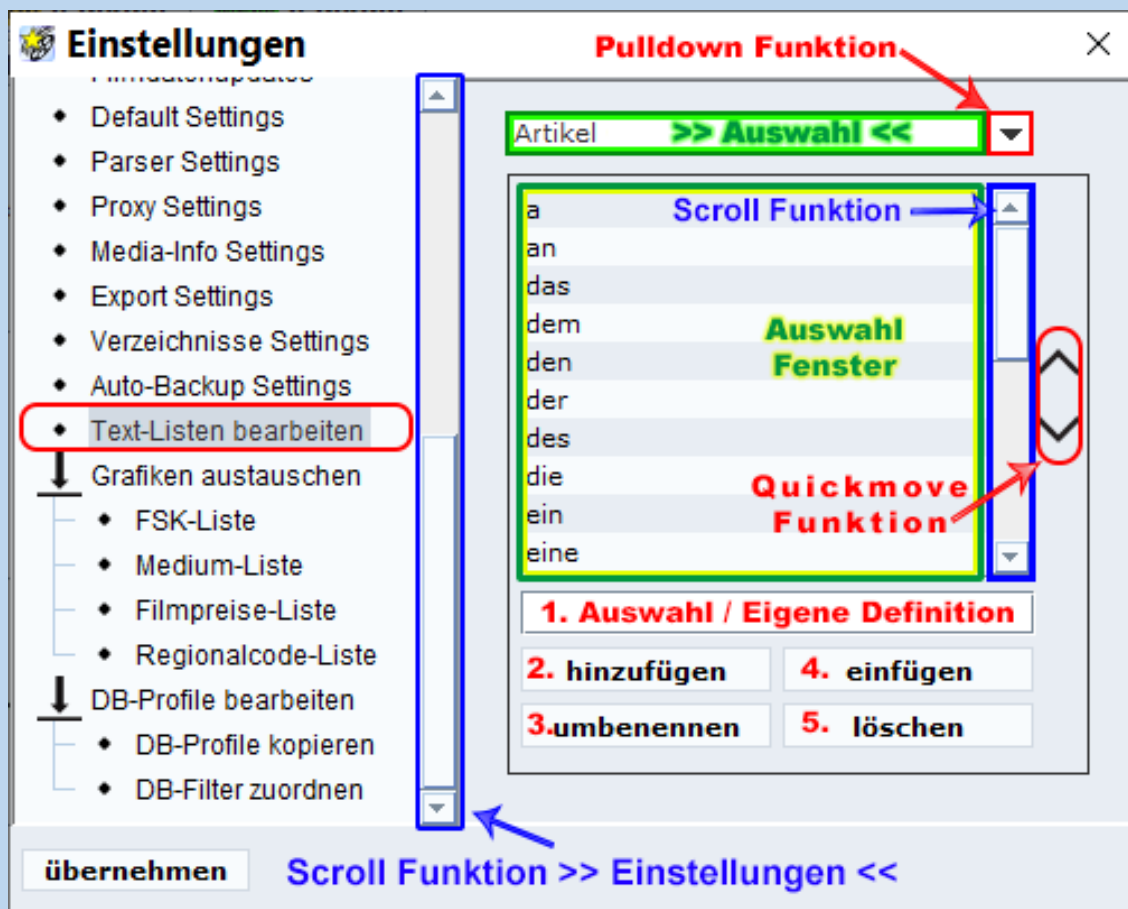 Einstellungen
Pulldown Funktion
Default Settings
Parser Settings
Proxy Settings
Media-Info Settings
Export Settings
Verzeichnisse Settings
Auto-Backup Settings
Text-Listen bearbeiten
Grafiken austauschen
FSK-Liste
Medium-Liste
Filmpreise-Liste
Regionalcode-Liste
DB-Profile bearbeiten
DB-Profile kopieren
DB-Filter zuordnen
Artikel >> Auswahl <<
a
Scroll Funktion
an
das
dem
den
der
des
die
ein
eine
Auswahl
Fenster
Quickmove
Funktion
1. Auswahl / Eigene Definition
2. hinzufügen
4. einfügen
3. umbenennen
5. löschen
übernehmen
Scroll Funktion >> Einstellungen <<